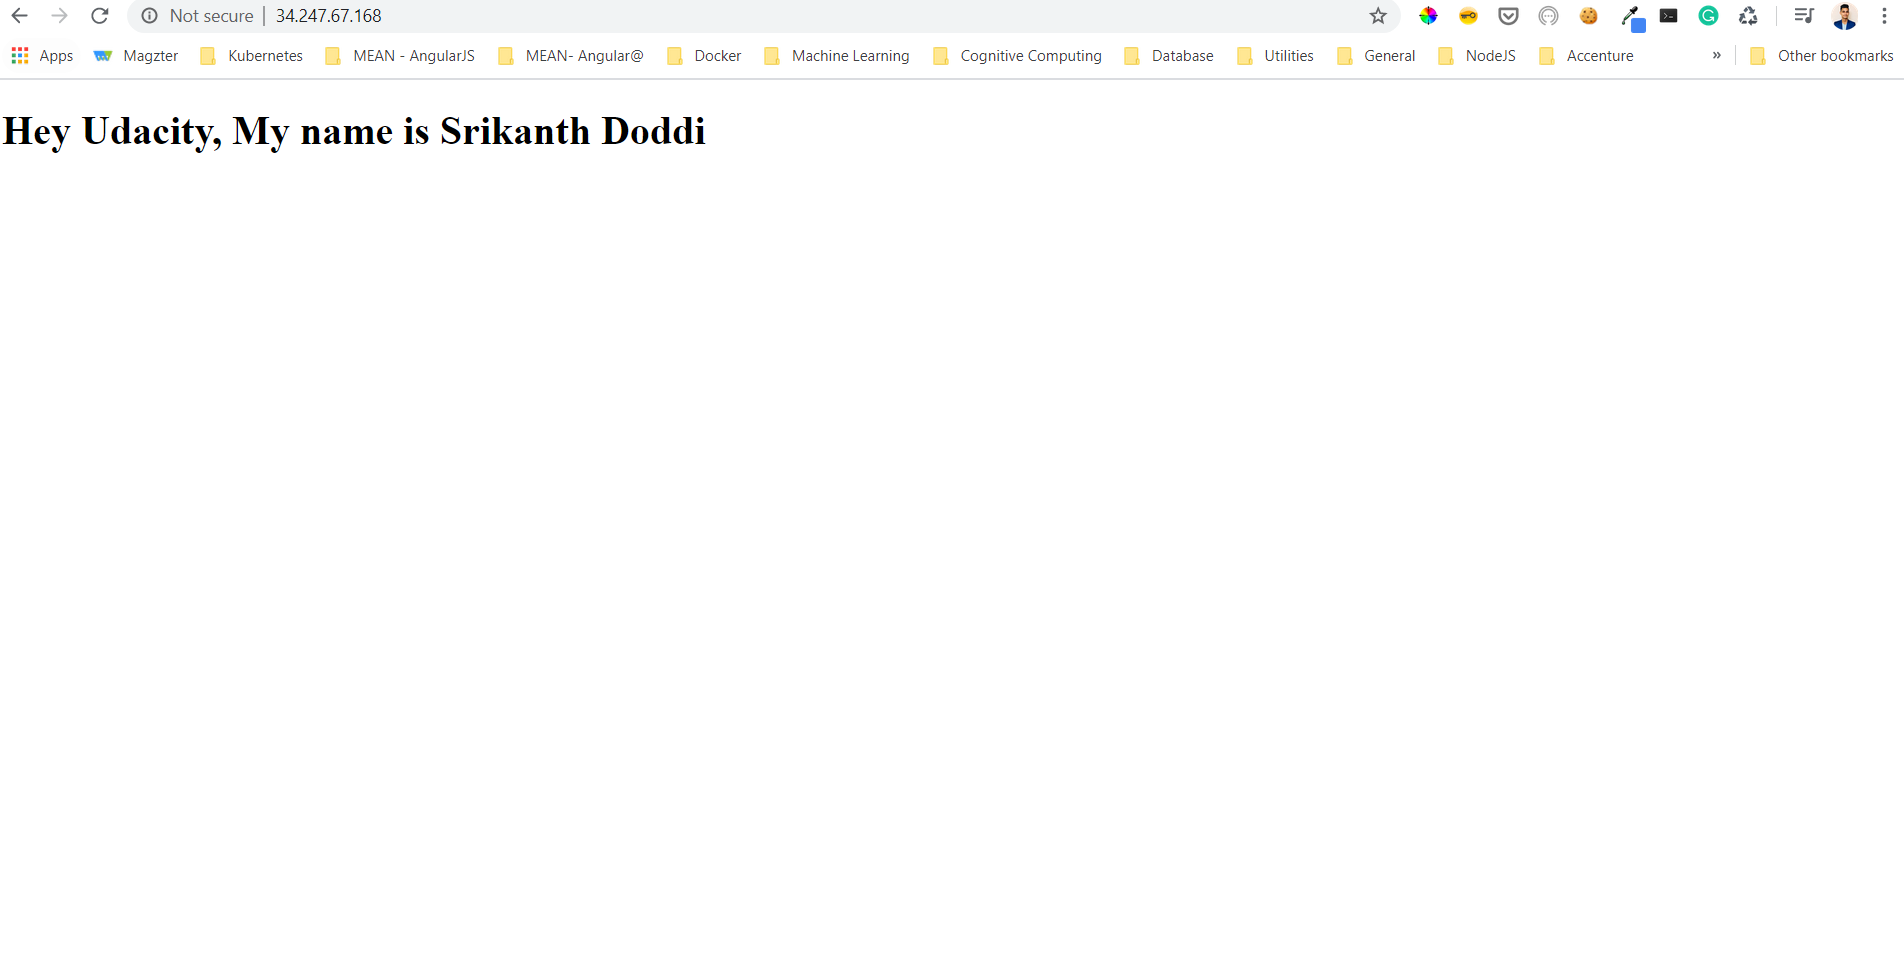 Not secure | 34.247.67.168
Apps Magzter Kubernetes MEAN - AngularJS MEAN- Angular@ Docker Machine Learning Cognitive Computing Database Utilities General NodeJS Accenture » Other bookmarks
Hey Udacity, My name is Srikanth Doddi